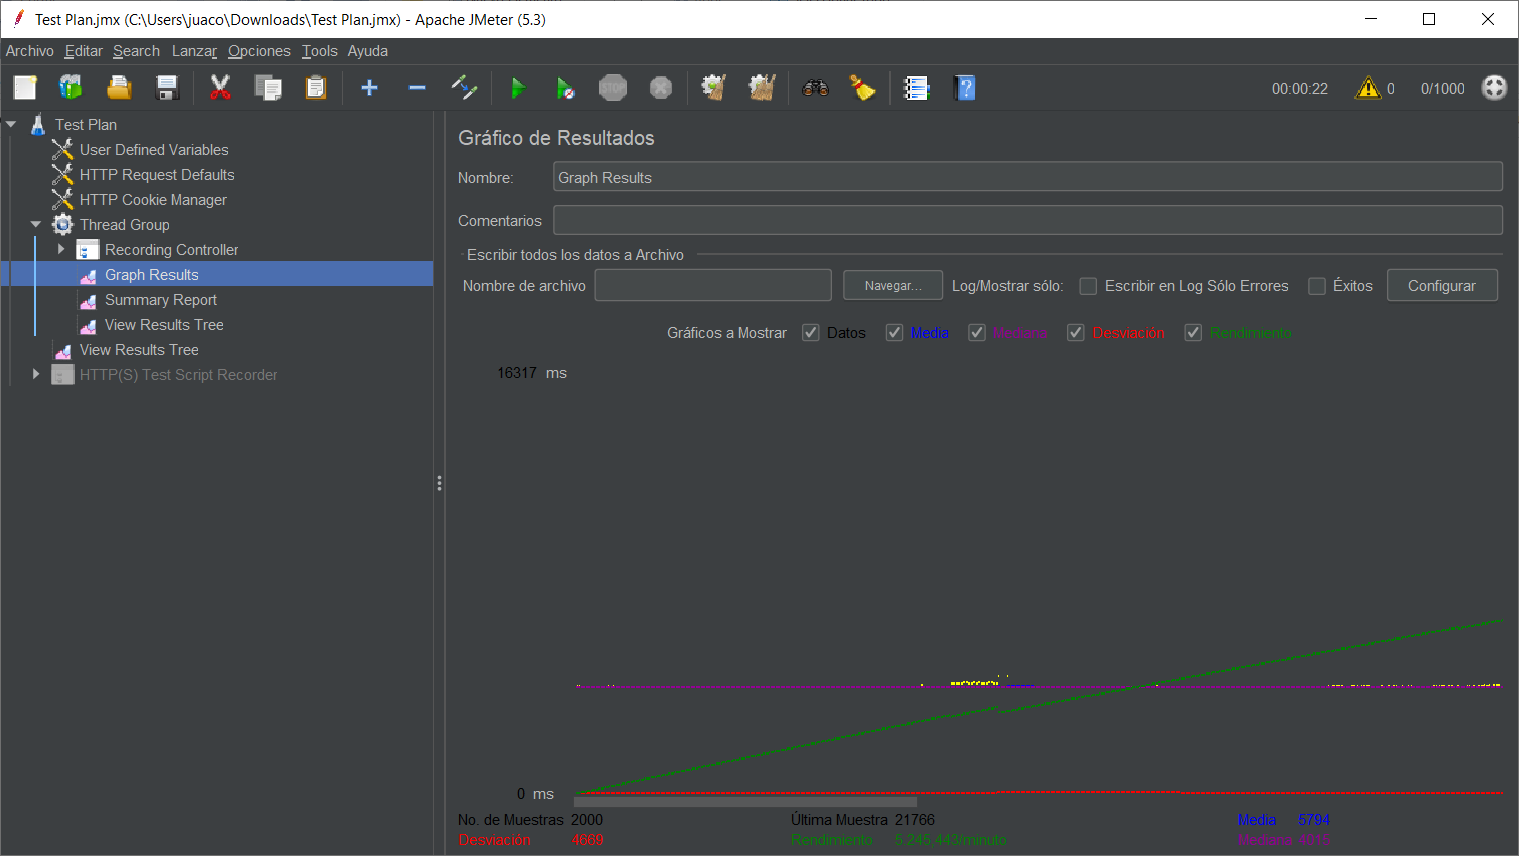 Test Plan.jmx (C:\Users\juaco\Downloads\Test Plan.jmx) - Apache JMeter (5.3)
Archivo Editar Search Lanzar Opciones Tools Ayuda
STOP 00:00:22 0 0/1000
Test Plan
User Defined Variables
HTTP Request Defaults
HTTP Cookie Manager
Thread Group
Recording Controller
Graph Results
Summary Report
View Results Tree
View Results Tree
HTTP(S) Test Script Recorder
Gráfico de Resultados
Nombre: Graph Results
Comentarios
Escribir todos los datos a Archivo
Nombre de archivo Navegar... Log/Mostrar sólo: Escribir en Log Sólo Errores Éxitos Configurar
Gráficos a Mostrar Datos Media Mediana Desviación Rendimiento
16317 ms
0 ms
No. de Muestras 2000 Última Muestra 21766 Media 5794
Desviación 4669 Rendimiento 5.245,443/minuto Mediana 4915